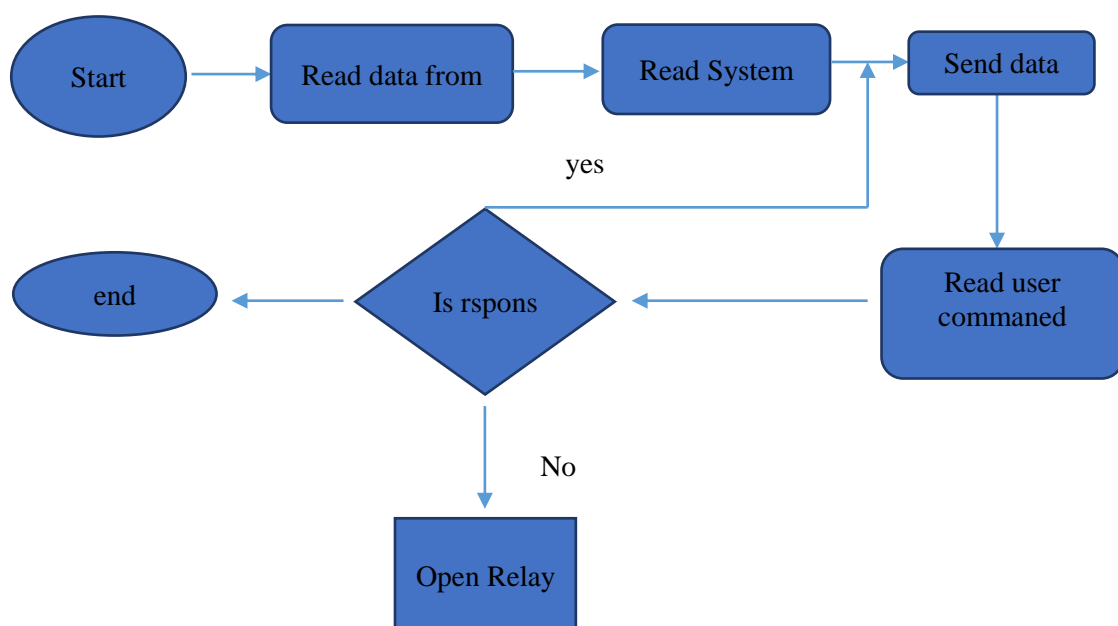 Start
Read data from
Read System
Send data
yes
end
Is rspons
Read user
commaned
No
Open Relay